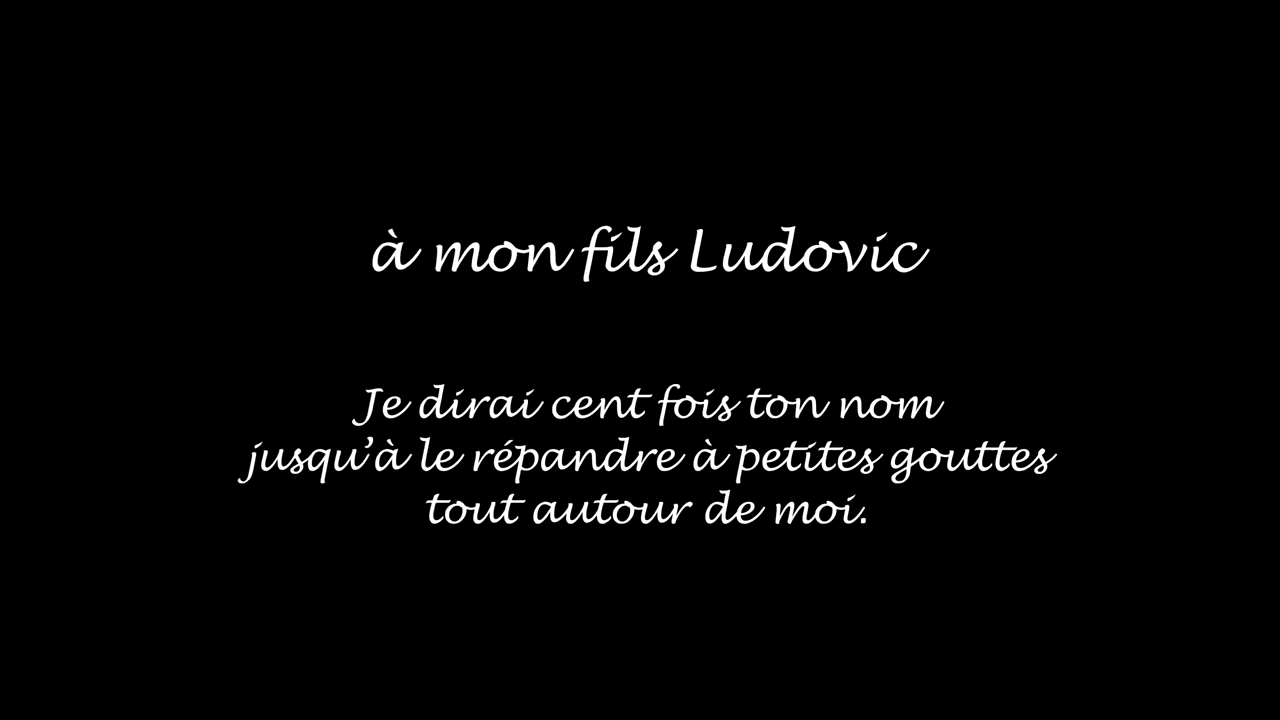 à mon fils Ludovic
Je dirai cent fois ton nom
jusqu’à le répandre à petites gouttes
tout autour de moi.